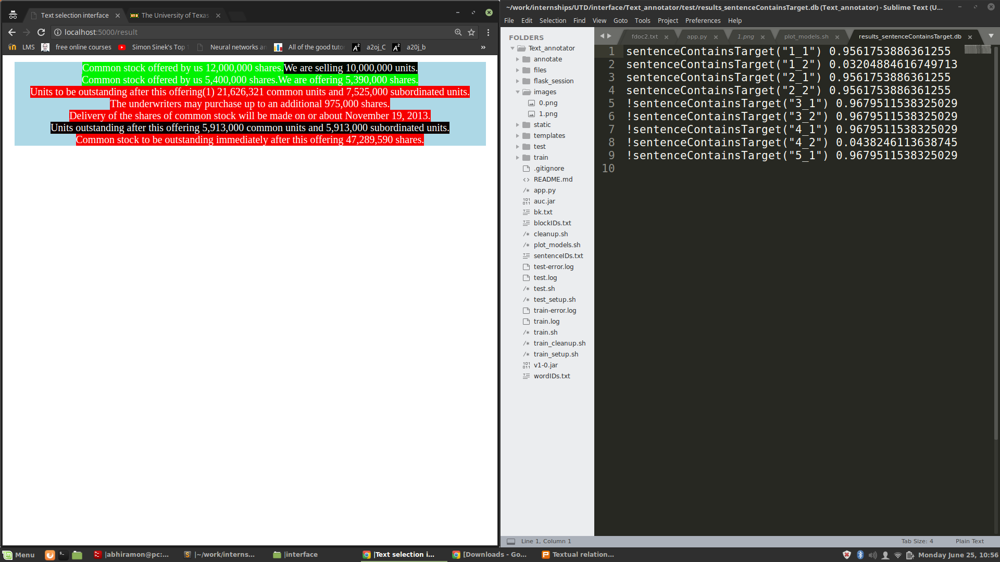 Text selection interface
The University of Texas
localhost:5000/result
LMS free online courses Simon Sinek's Top Neural networks All of the good tutor a2oj_C a20j_b »
Common stock offered by us 12,000,000 shares.We are selling 10,000,000 units.
Common stock offered by us 5,400,000 shares.We are offering 5,390,000 shares.
Units to be outstanding after this offering(1) 21,626,321 common units and 7,525,000 subordinated units.
The underwriters may purchase up to an additional 975,000 shares.
Delivery of the shares of common stock will be made on or about November 19, 2013.
Units outstanding after this offering 5,913,000 common units and 5,913,000 subordinated units.
Common stock to be outstanding immediately after this offering 47,289,590 shares.
~/work/internships/UTD/interface/Text_annotator/test/results_sentenceContainsTarget.db (Text_annotator) - Sublime Text (U...
File Edit Selection Find View Goto Tools Project Preferences Help
FOLDERS
Text_annotator
annotate
files
flask_session
images
0.png
1.png
static
templates
test
train
.gitignore
README.md
app.py
auc.jar
bk.txt
blockIDs.txt
cleanup.sh
plot_models.sh
sentenceIDs.txt
test-error.log
test.log
test.sh
test_setup.sh
train-error.log
train.log
train.sh
train_cleanup.sh
train_setup.sh
v1-0.jar
wordIDs.txt
fdoc2.txt app.py 1.png plot_models.sh results_sentenceContainsTarget.db
1 sentenceContainsTarget("1_1") 0.9561753886361255
2 sentenceContainsTarget("1_2") 0.03204884616749713
3 sentenceContainsTarget("2_1") 0.9561753886361255
4 sentenceContainsTarget("2_2") 0.9561753886361255
5 !sentenceContainsTarget("3_1") 0.9679511538325029
6 !sentenceContainsTarget("3_2") 0.9679511538325029
7 !sentenceContainsTarget("4_1") 0.9679511538325029
8 !sentenceContainsTarget("4_2") 0.0438246113638745
9 !sentenceContainsTarget("5_1") 0.9679511538325029
10
Line 1, Column 1 Tab Size: 4 Plain Text
Menu |abhiramon@pc:... |~/work/interns... |interface |Text selection i... [Downloads - Go... Textual relation... Monday June 25, 10:56